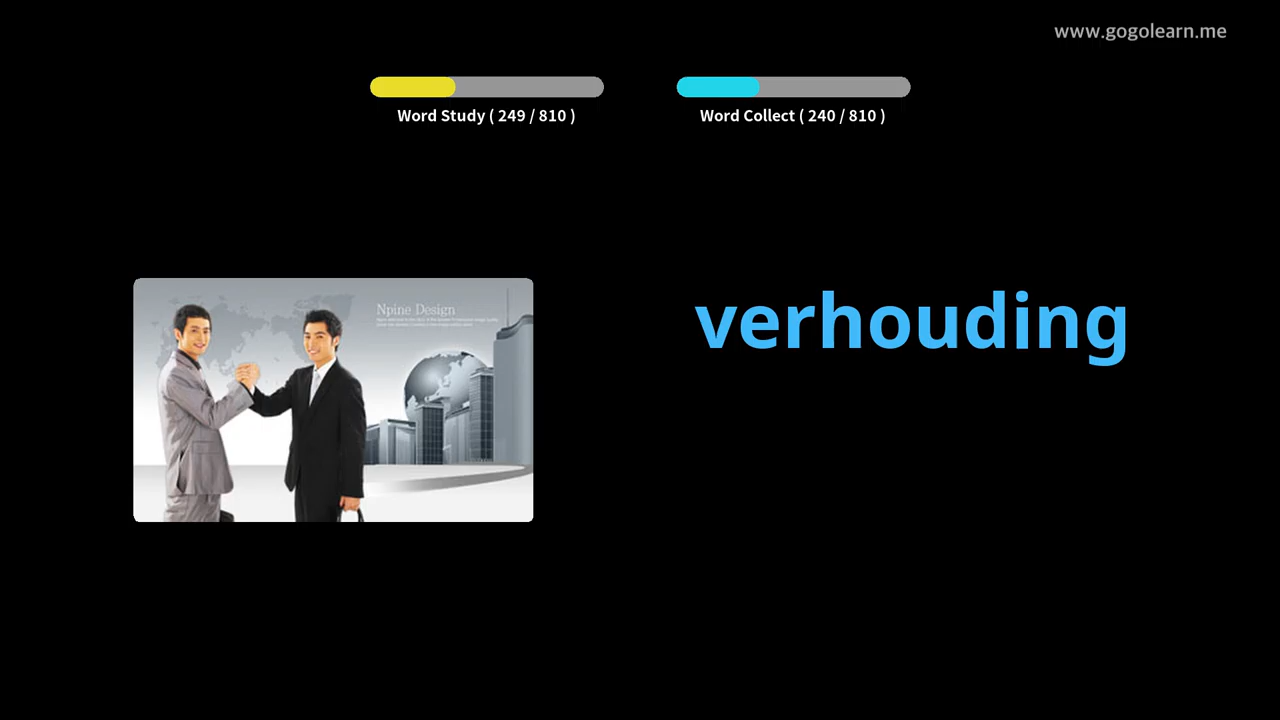 www.gogolearn.me
Word Study ( 249 / 810 )
Word Collect ( 240 / 810 )
Npine Design
verhouding